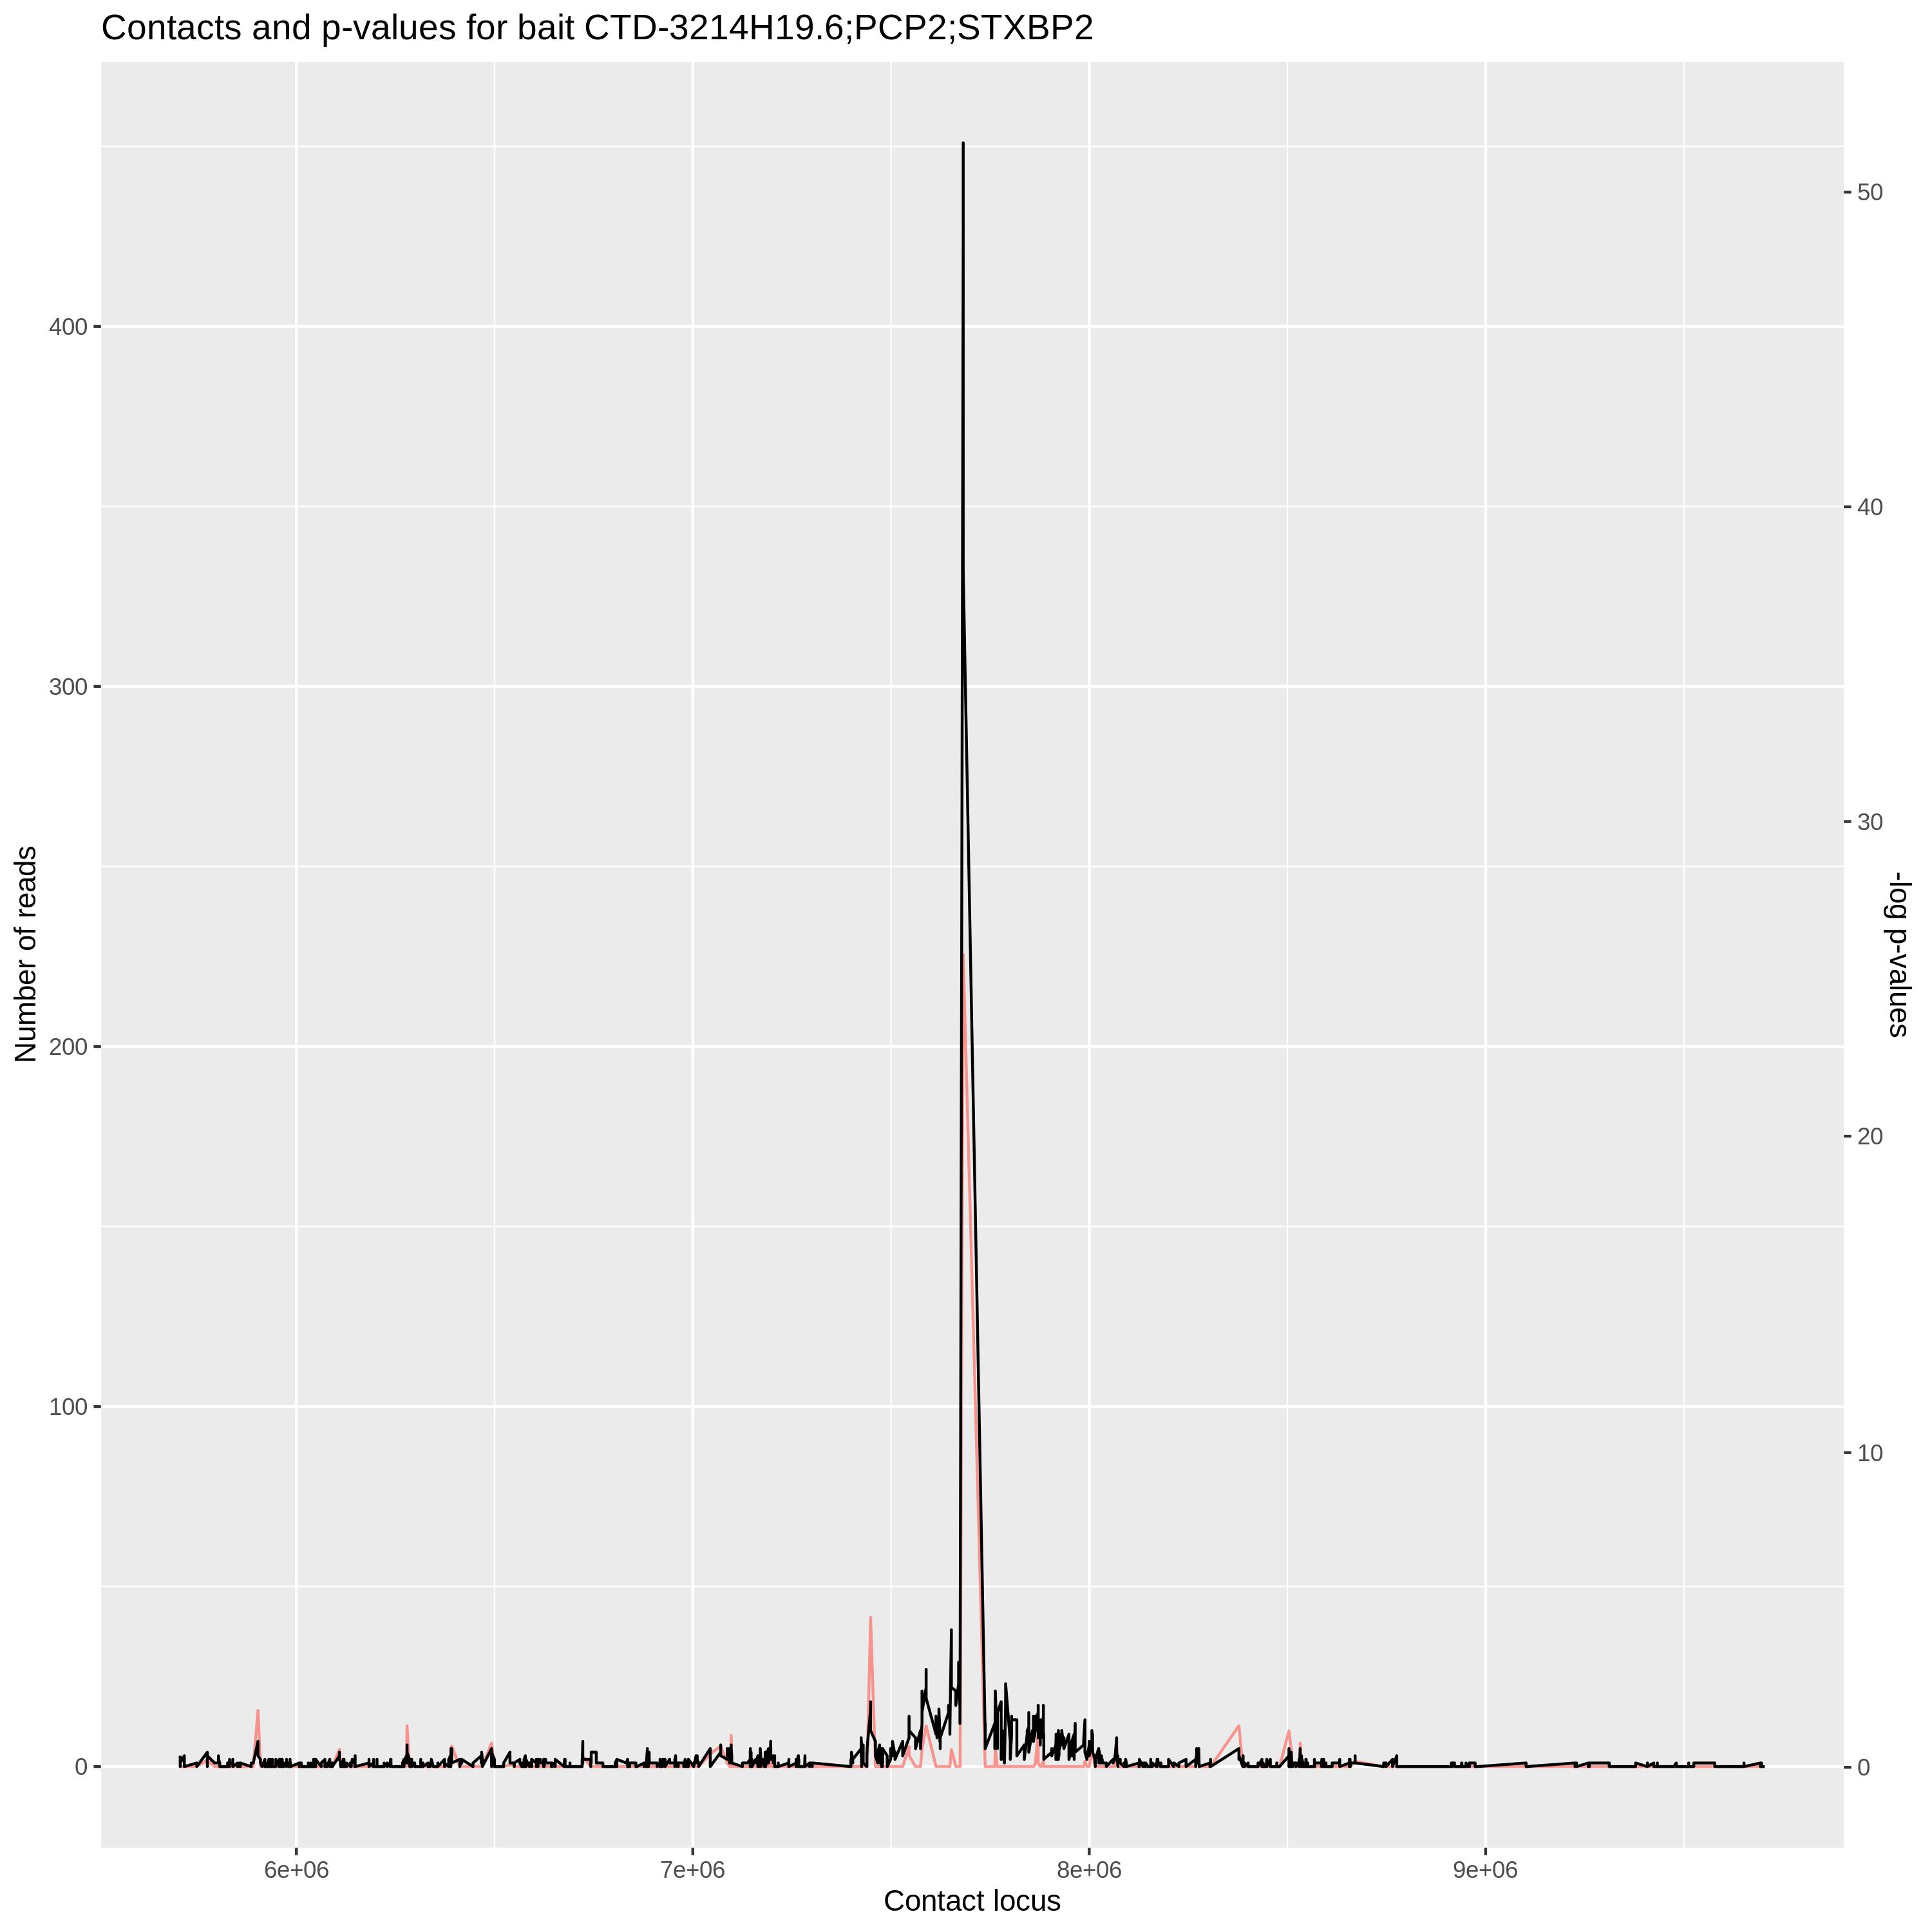 Contacts and p-values for bait CTD-3214H19.6;PCP2;STXBP2
Number of reads
400
300
200
100
0
50
40
30
20
10
0
-log p-values
6e+06 7e+06 8e+06 9e+06
Contact locus